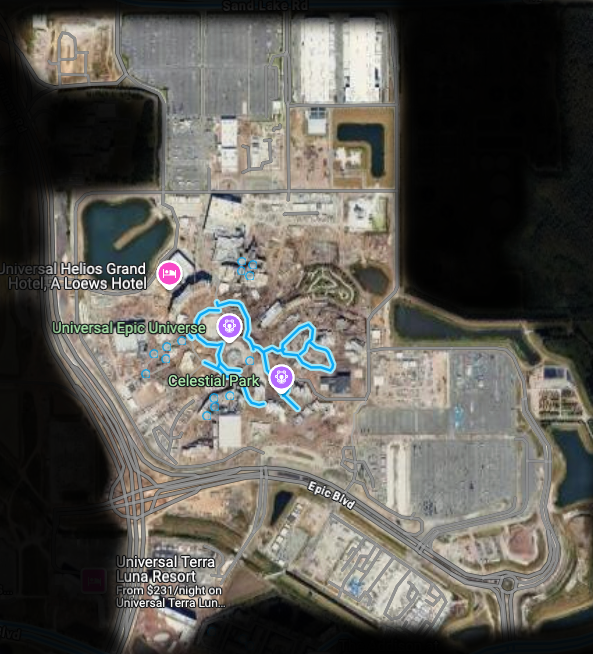 Sand Lake Rd
Universal Helios Grand
Hotel, A Loews Hotel
Universal Epic Universe
Celestial Park
Epic Blvd
Universal Terra
Luna Resort
From $231/night on
Universal Terra Lun...
lvd